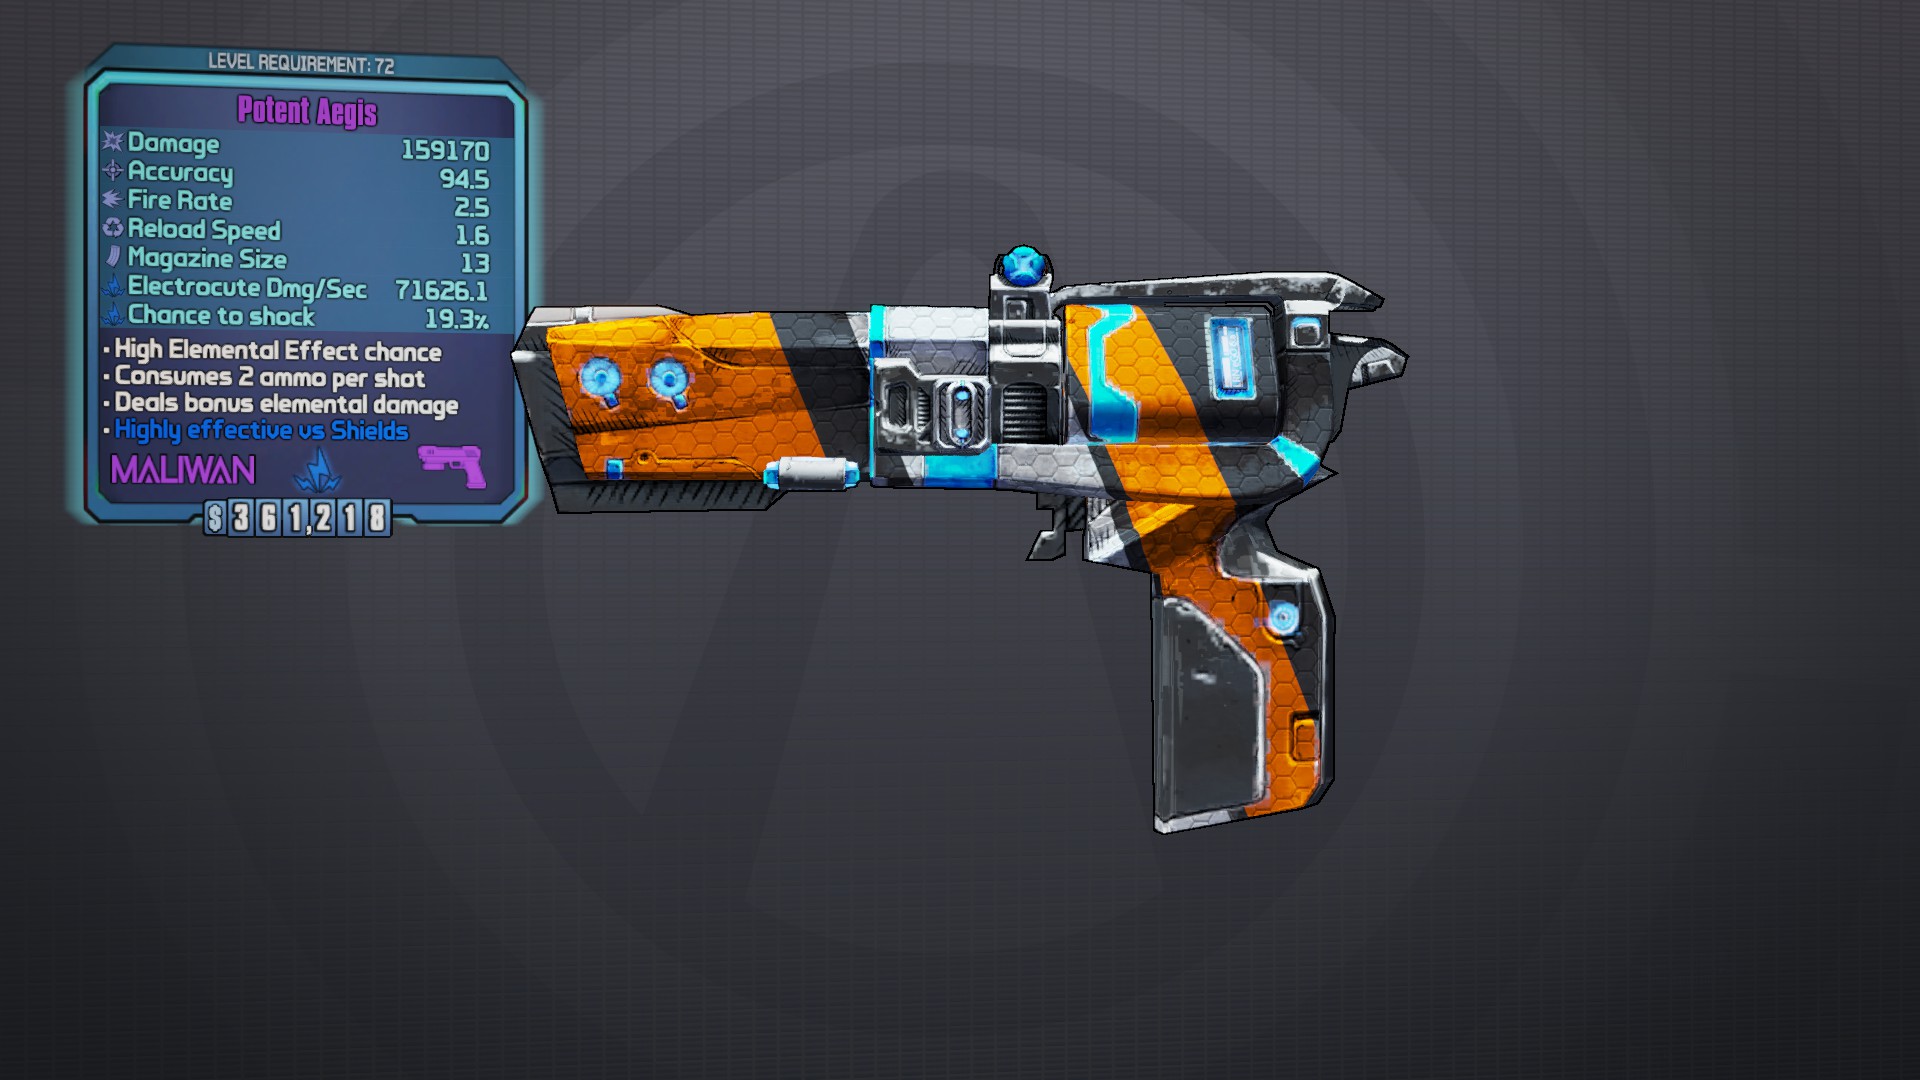 LEVEL REQUIREMENT: 72
Potent Aegis
Damage 159170
Accuracy 94.5
Fire Rate 2.5
Reload Speed 1.6
Magazine Size 13
Electrocute Dmg/Sec 71626.1
Chance to shock 19.3%
· High Elemental Effect chance
· Consumes 2 ammo per shot
· Deals bonus elemental damage
· Highly effective vs Shields
MALIWAN
$361,218